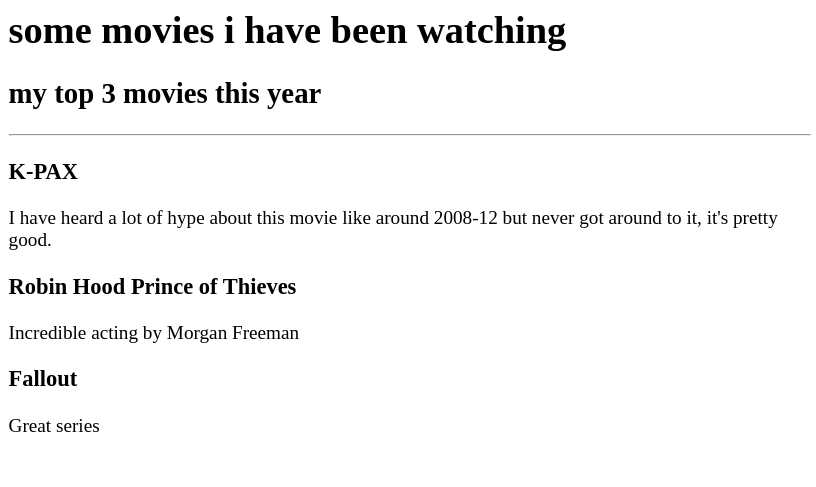 some movies i have been watching
my top 3 movies this year
K-PAX
I have heard a lot of hype about this movie like around 2008-12 but never got around to it, it's pretty
good.
Robin Hood Prince of Thieves
Incredible acting by Morgan Freeman
Fallout
Great series